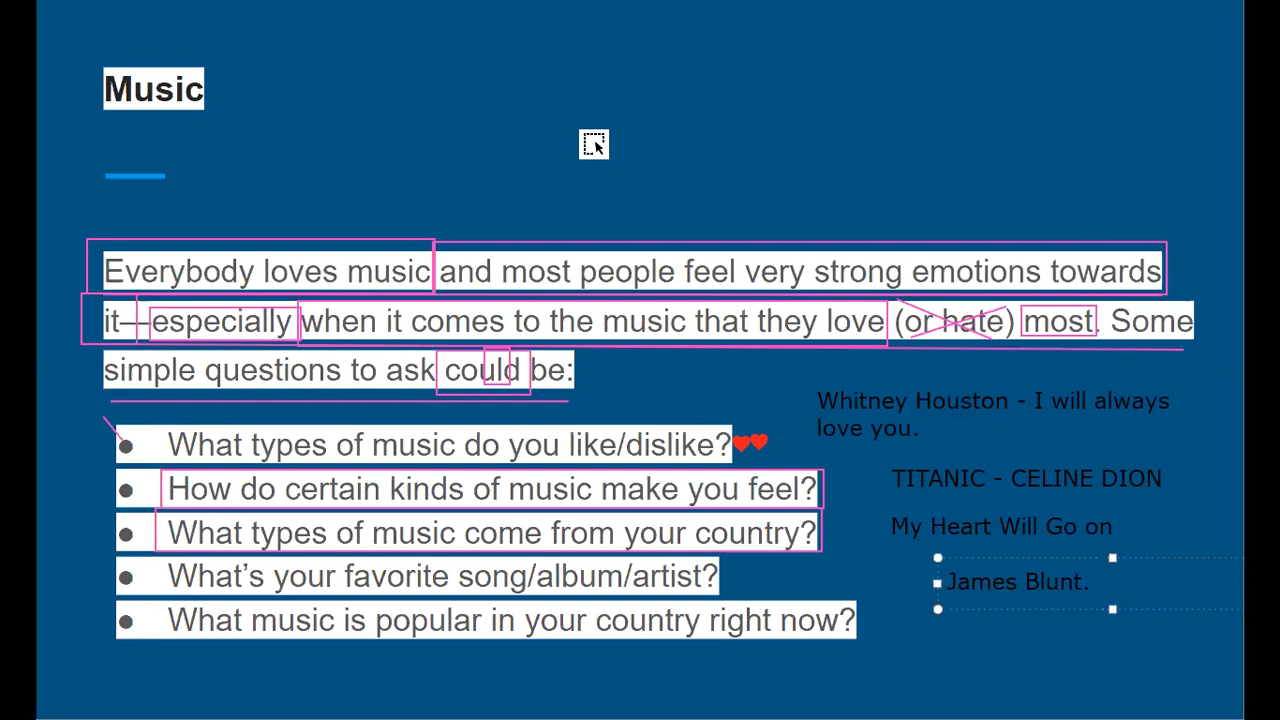 Music
Everybody loves music and most people feel very strong emotions towards
it—especially when it comes to the music that they love (or hate) most. Some
simple questions to ask could be:
● What types of music do you like/dislike?
● How do certain kinds of music make you feel?
● What types of music come from your country?
● What’s your favorite song/album/artist?
● What music is popular in your country right now?
Whitney Houston - I will always
love you.
TITANIC - CELINE DION
My Heart Will Go on
James Blunt.